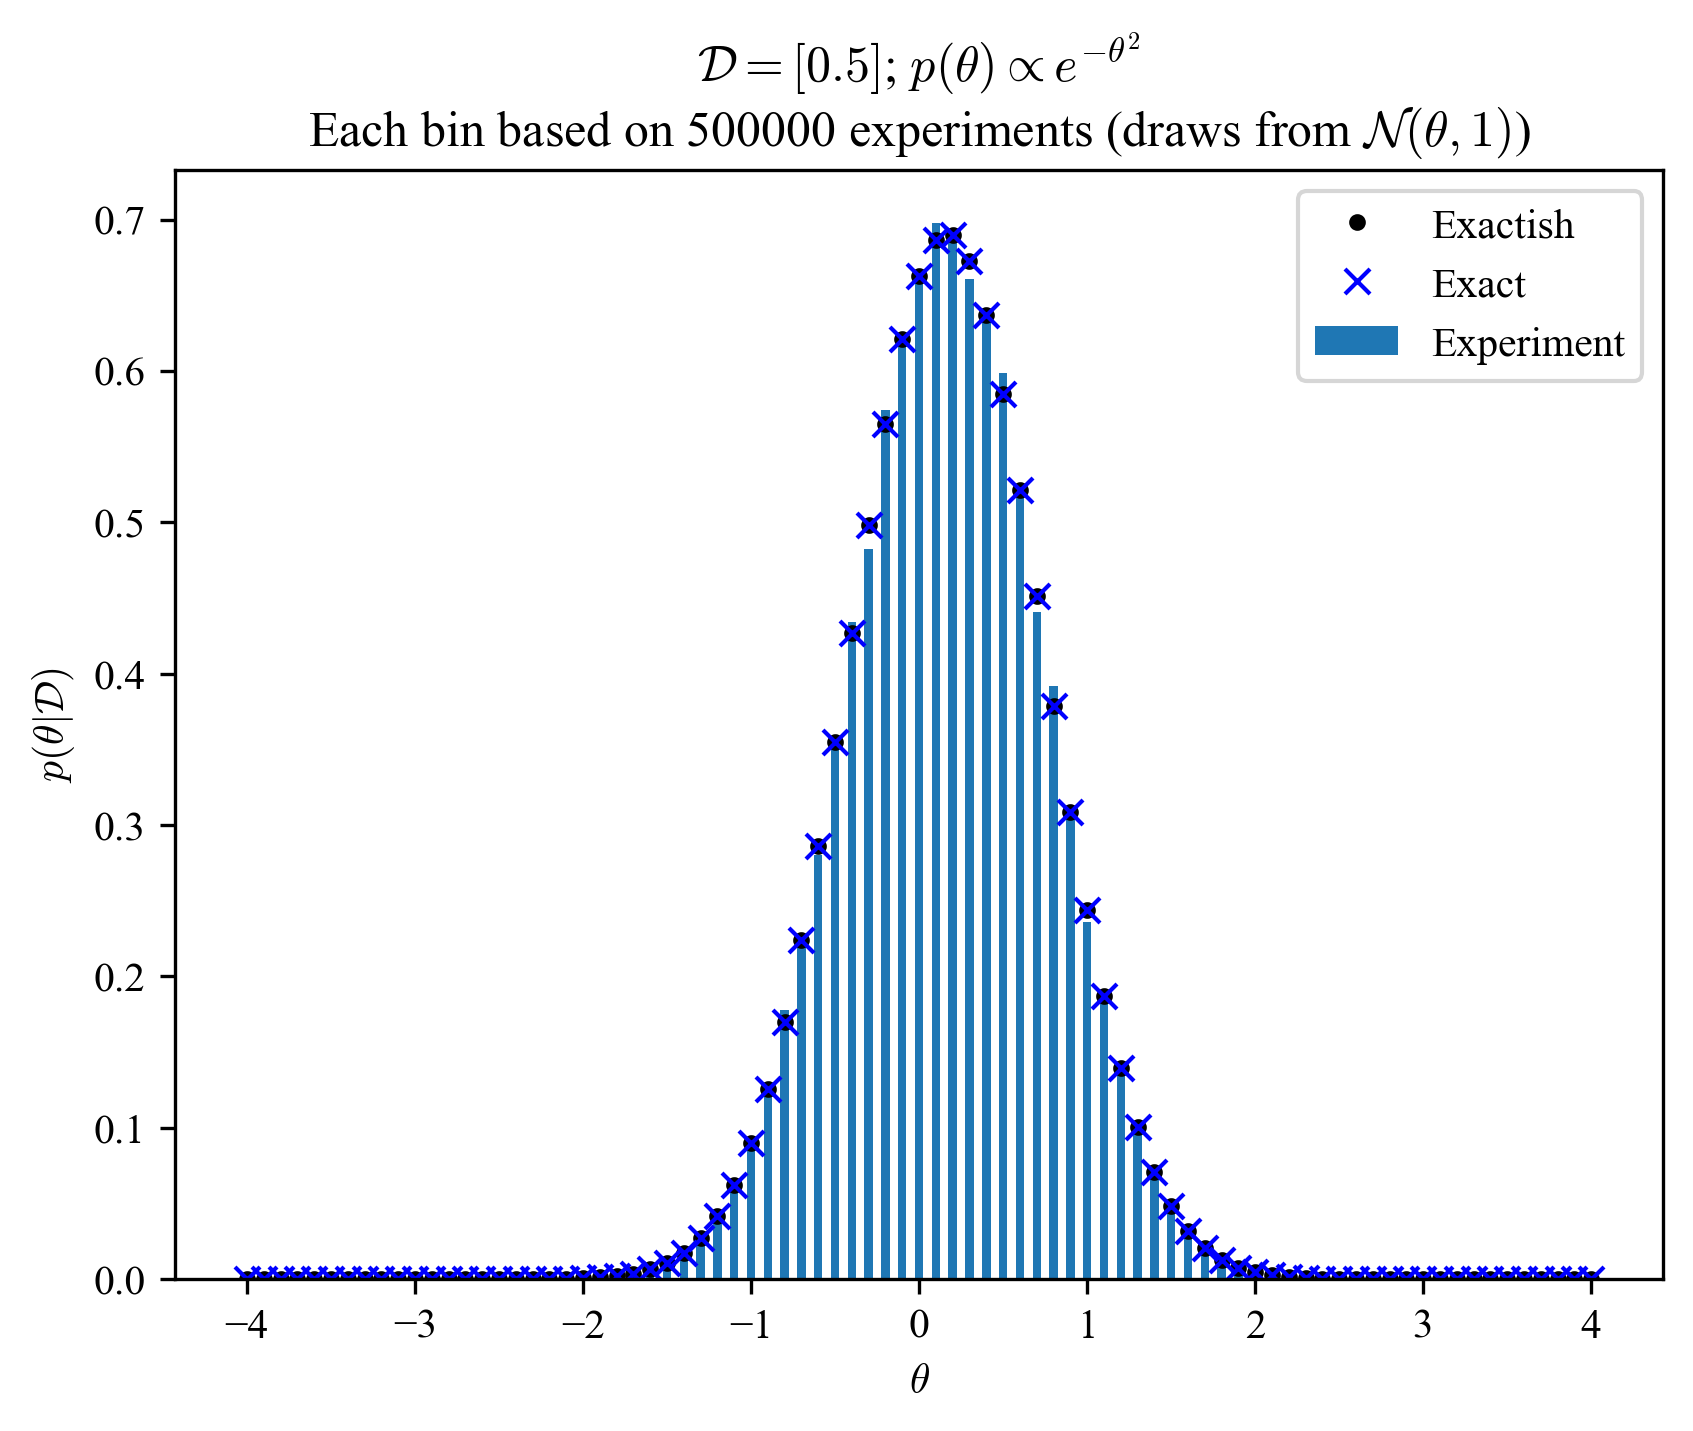 𝒟 = [0.5]; p(θ) ∝ e^{−θ²}
Each bin based on 500000 experiments (draws from 𝒩(θ, 1))
Exactish
Exact
Experiment
p(θ|𝒟)
0.7
0.6
0.5
0.4
0.3
0.2
0.1
0.0
−4 −3 −2 −1 0 1 2 3 4
θ